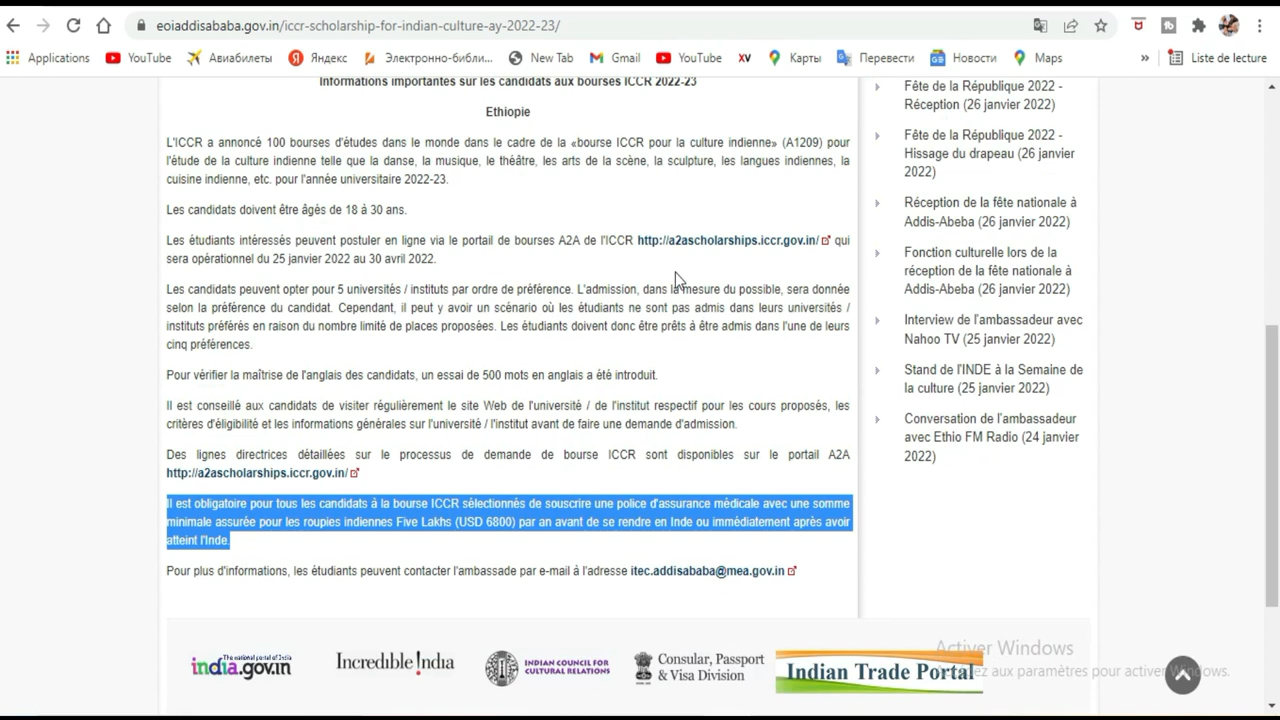 eoiaddisababa.gov.in/iccr-scholarship-for-indian-culture-ay-2022-23/
Applications
YouTube
Авиабилеты
Яндекс
Электронно-библи...
New Tab
Gmail
YouTube
XV
Карты
Перевести
Новости
Maps
»
Liste de lecture
Informations importantes sur les candidats aux bourses ICCR 2022-23
Ethiopie
L'ICCR a annoncé 100 bourses d'études dans le monde dans le cadre de la «bourse ICCR pour la culture indienne» (A1209) pour
l'étude de la culture indienne telle que la danse, la musique, le théâtre, les arts de la scène, la sculpture, les langues indiennes, la
cuisine indienne, etc. pour l'année universitaire 2022-23.
Les candidats doivent être âgés de 18 à 30 ans.
Les étudiants intéressés peuvent postuler en ligne via le portail de bourses A2A de l'ICCR http://a2ascholarships.iccr.gov.in/ qui
sera opérationnel du 25 janvier 2022 au 30 avril 2022.
Les candidats peuvent opter pour 5 universités / instituts par ordre de préférence. L'admission, dans la mesure du possible, sera donnée
selon la préférence du candidat. Cependant, il peut y avoir un scénario où les étudiants ne sont pas admis dans leurs universités /
instituts préférés en raison du nombre limité de places proposées. Les étudiants doivent donc être prêts à être admis dans l'une de leurs
cinq préférences.
Pour vérifier la maîtrise de l'anglais des candidats, un essai de 500 mots en anglais a été introduit.
Il est conseillé aux candidats de visiter régulièrement le site Web de l'université / de l'institut respectif pour les cours proposés, les
critères d'éligibilité et les informations générales sur l'université / l'institut avant de faire une demande d'admission.
Des lignes directrices détaillées sur le processus de demande de bourse ICCR sont disponibles sur le portail A2A
http://a2ascholarships.iccr.gov.in/
Il est obligatoire pour tous les candidats à la bourse ICCR sélectionnés de souscrire une police d'assurance médicale avec une somme
minimale assurée pour les roupies indiennes Five Lakhs (USD 6800) par an avant de se rendre en Inde ou immédiatement après avoir
atteint l'Inde.
Pour plus d'informations, les étudiants peuvent contacter l'ambassade par e-mail à l'adresse itec.addisababa@mea.gov.in
Fête de la République 2022 -
Réception (26 janvier 2022)
Fête de la République 2022 -
Hissage du drapeau (26 janvier
2022)
Réception de la fête nationale à
Addis-Abeba (26 janvier 2022)
Fonction culturelle lors de la
réception de la fête nationale à
Addis-Abeba (26 janvier 2022)
Interview de l'ambassadeur avec
Nahoo TV (25 janvier 2022)
Stand de l'INDE à la Semaine de
la culture (25 janvier 2022)
Conversation de l'ambassadeur
avec Ethio FM Radio (24 janvier
2022)
The national portal of India
india.gov.in
Incredible !ndia
INDIAN COUNCIL FOR
CULTURAL RELATIONS
Consular, Passport
& Visa Division
Indian Trade Portal
Activer Windows
aux paramètres pour activer Windows.